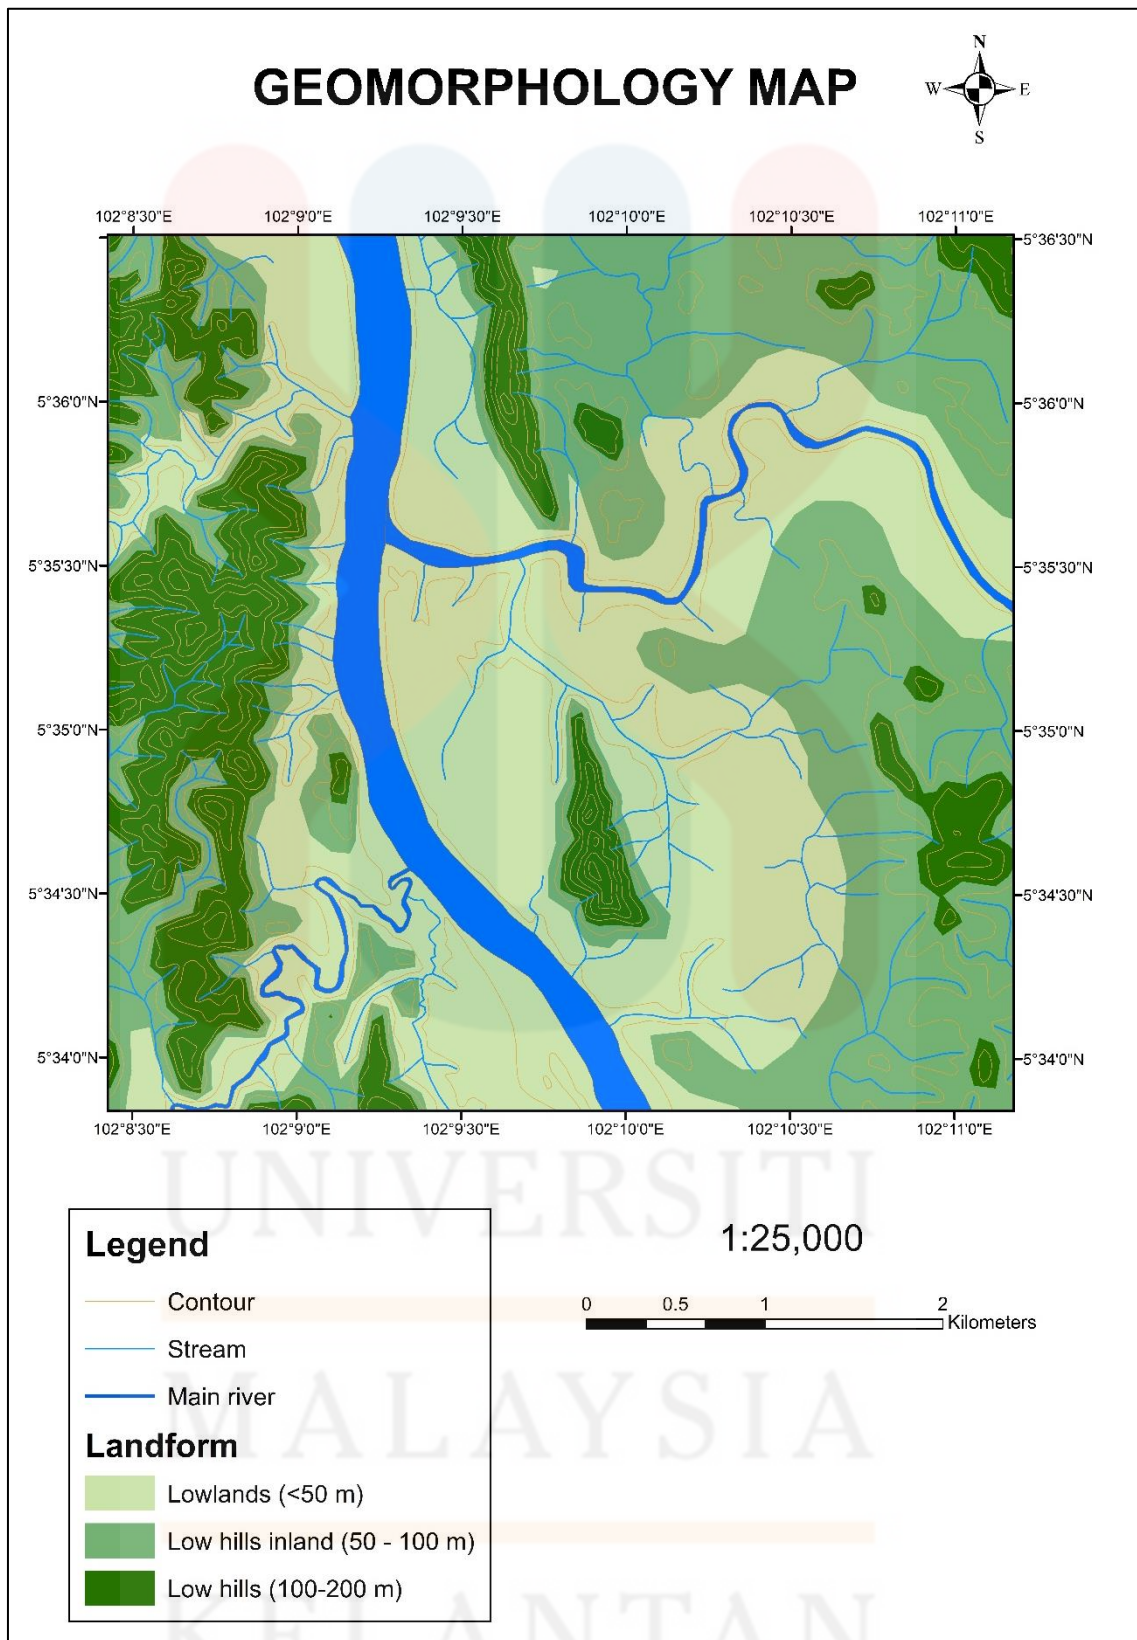 N
GEOMORPHOLOGY MAP
W E
S
102°8'30"E 102°9'0"E 102°9'30"E 102°10'0"E 102°10'30"E 102°11'0"E
5°36'30"N
5°36'0"N 5°36'0"N
5°35'30"N 5°35'30"N
5°35'0"N 5°35'0"N
5°34'30"N 5°34'30"N
5°34'0"N 5°34'0"N
102°8'30"E 102°9'0"E 102°9'30"E 102°10'0"E 102°10'30"E 102°11'0"E
UNIVERSITI
Legend
1:25,000
Contour
0 0.5 1 2
Kilometers
Stream
MALAYSIA
Main river
Landform
Lowlands (<50 m)
Low hills inland (50 - 100 m)
Low hills (100-200 m)
KELANTAN